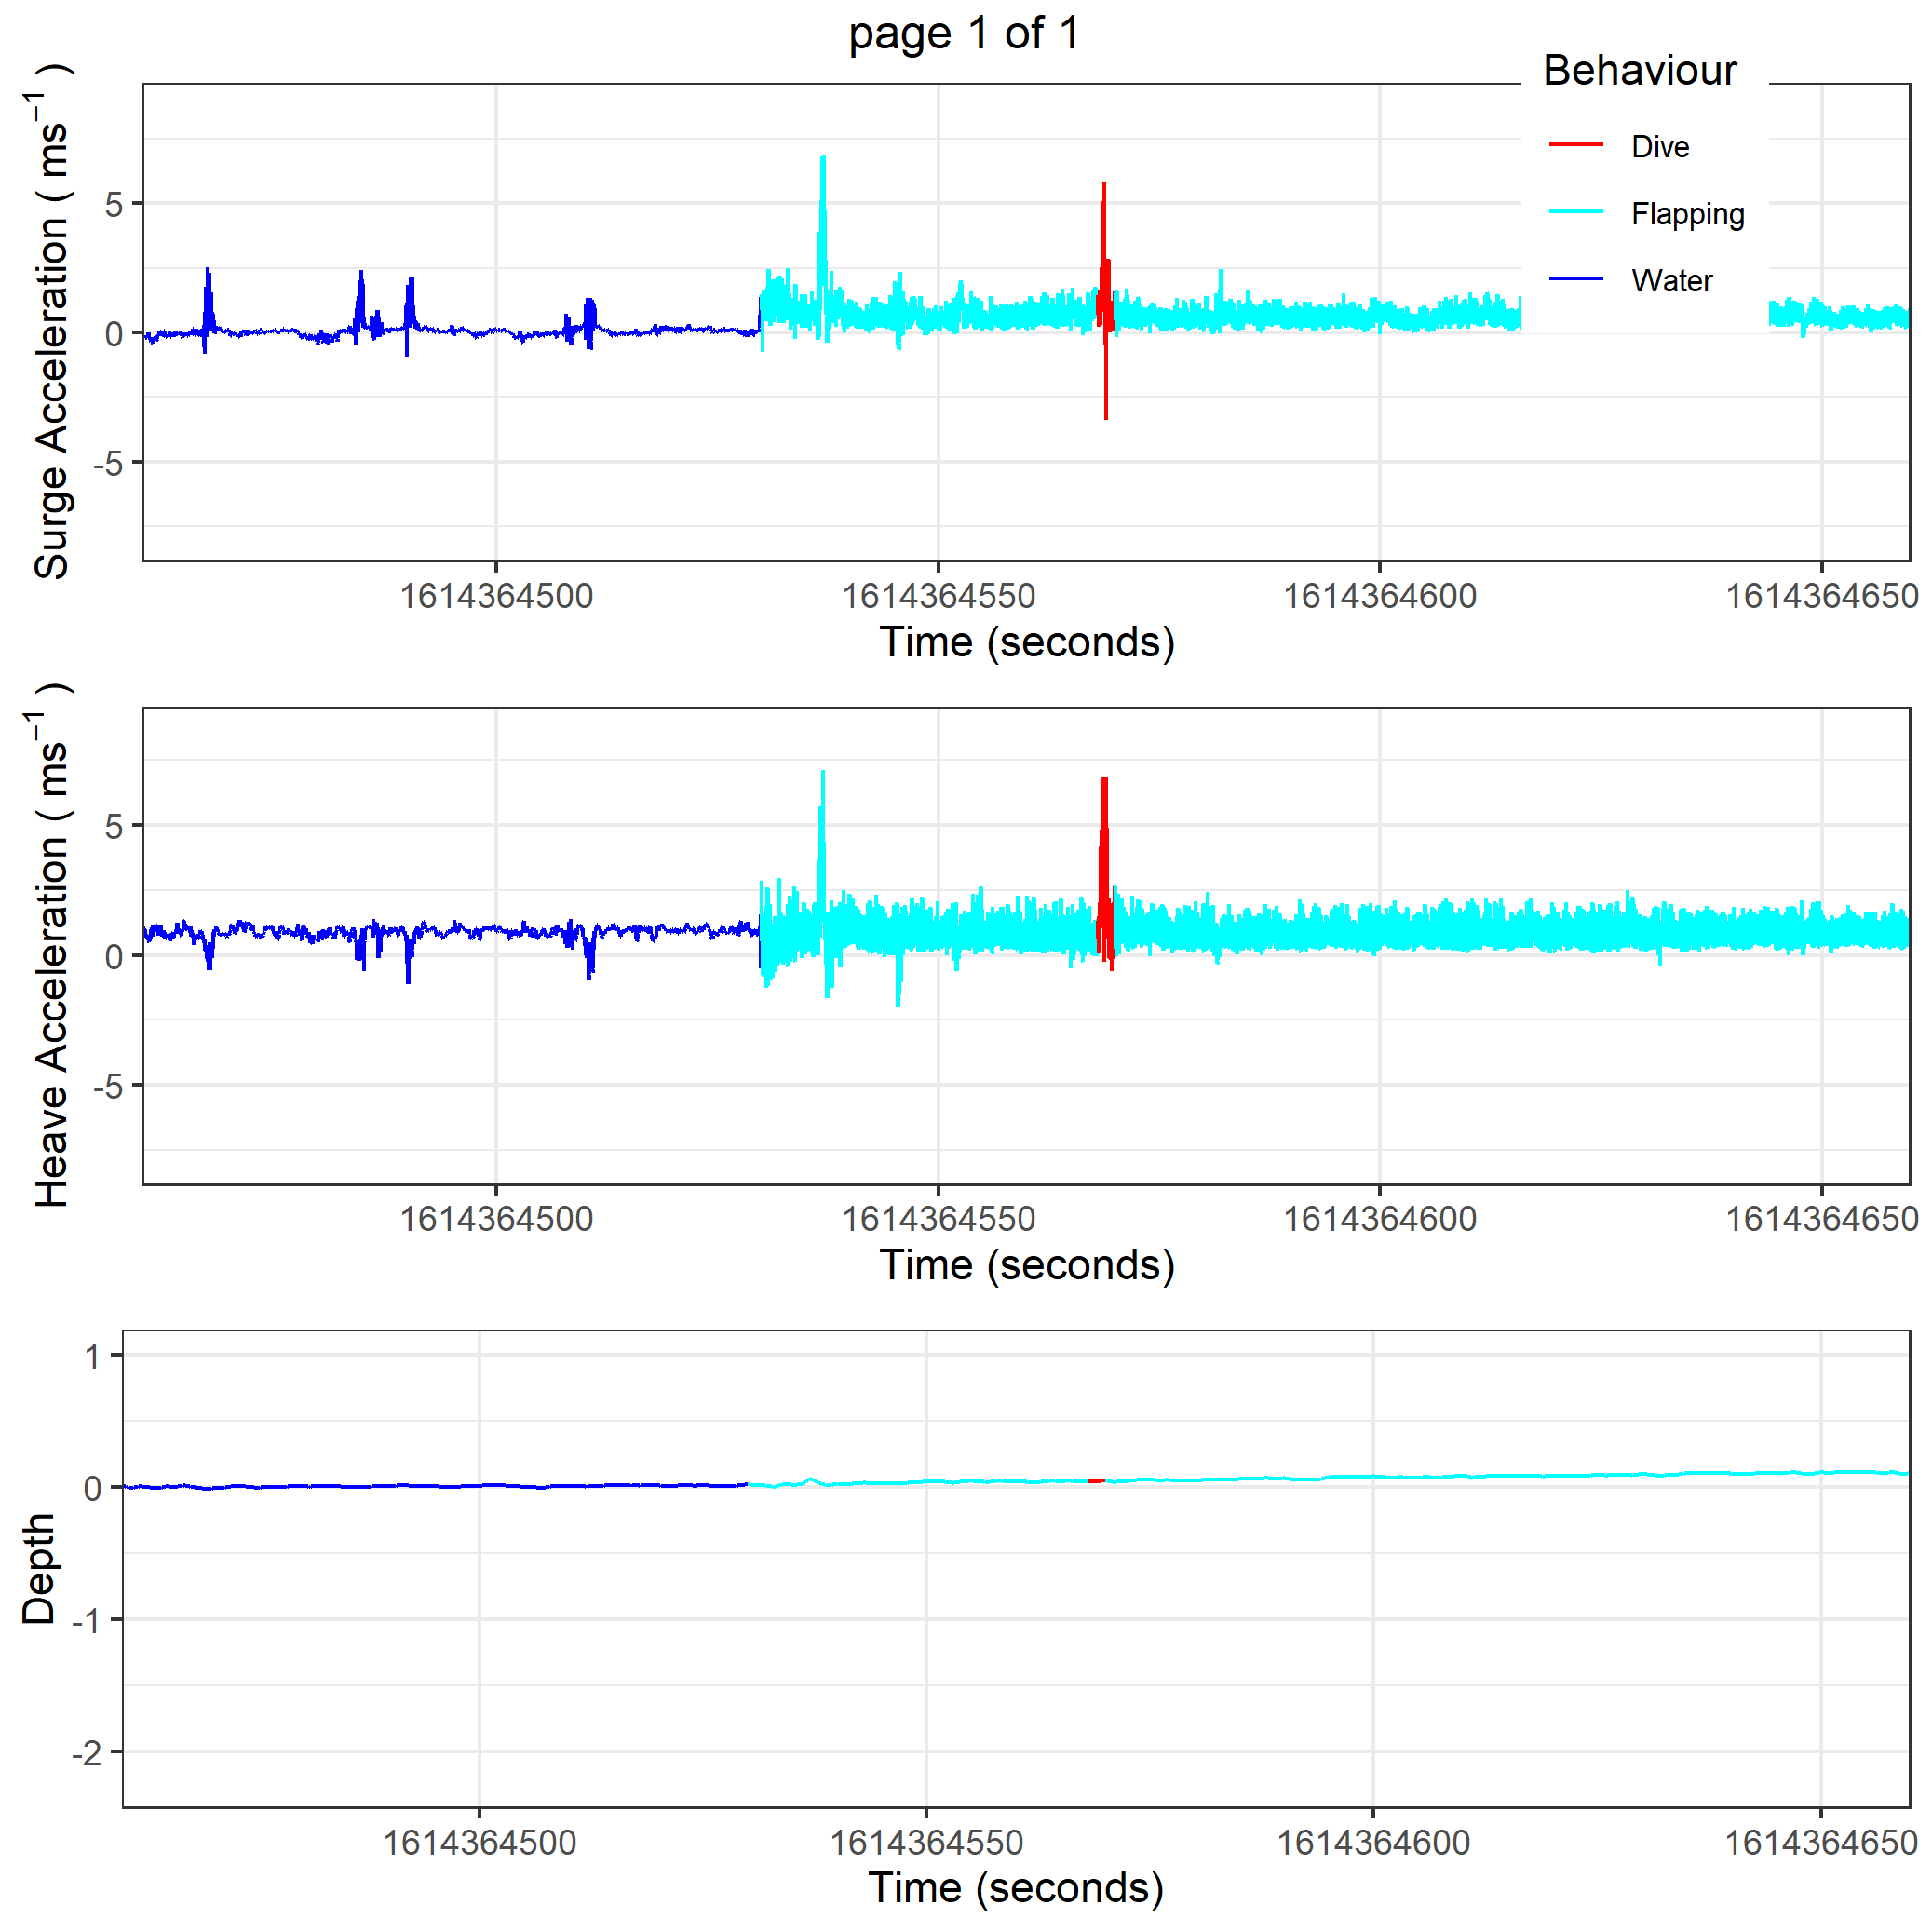 page 1 of 1
Behaviour
Dive
Flapping
Water
Surge Acceleration ( ms⁻¹ )
5
0
-5
1614364500 1614364550 1614364600 1614364650
Time (seconds)
Heave Acceleration ( ms⁻¹ )
5
0
-5
1614364500 1614364550 1614364600 1614364650
Time (seconds)
Depth
1
0
-1
-2
1614364500 1614364550 1614364600 1614364650
Time (seconds)